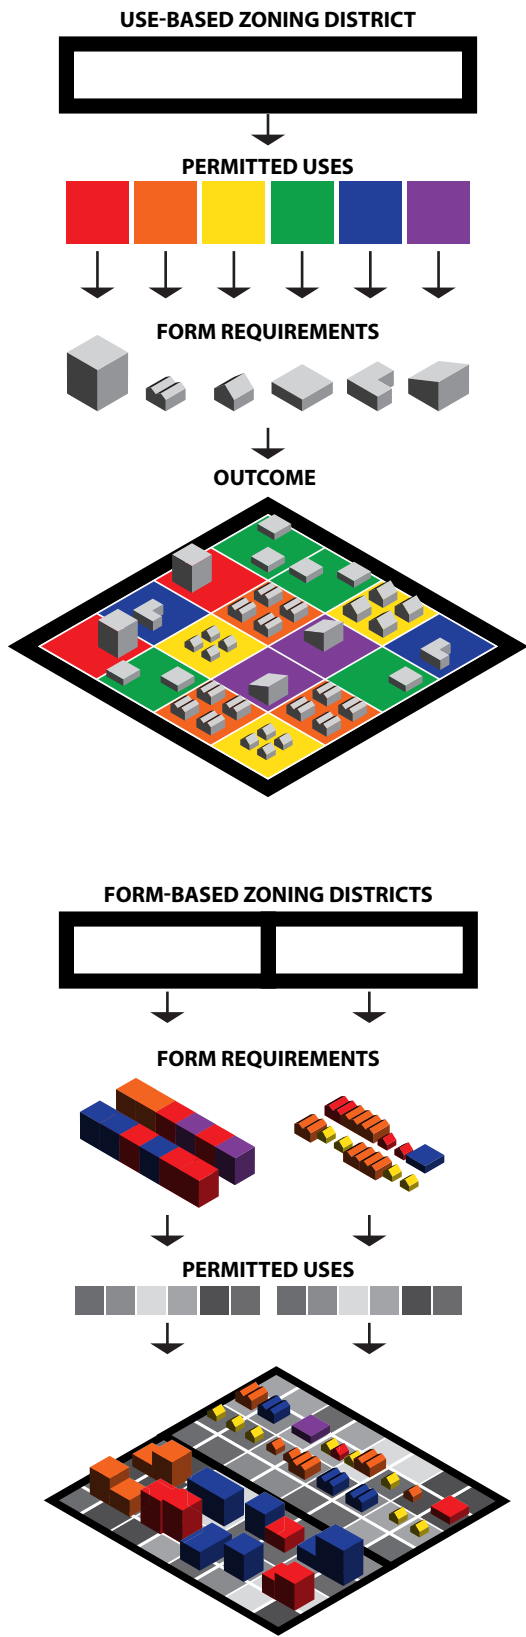 USE-BASED ZONING DISTRICT
PERMITTED USES
FORM REQUIREMENTS
OUTCOME
FORM-BASED ZONING DISTRICTS
FORM REQUIREMENTS
PERMITTED USES